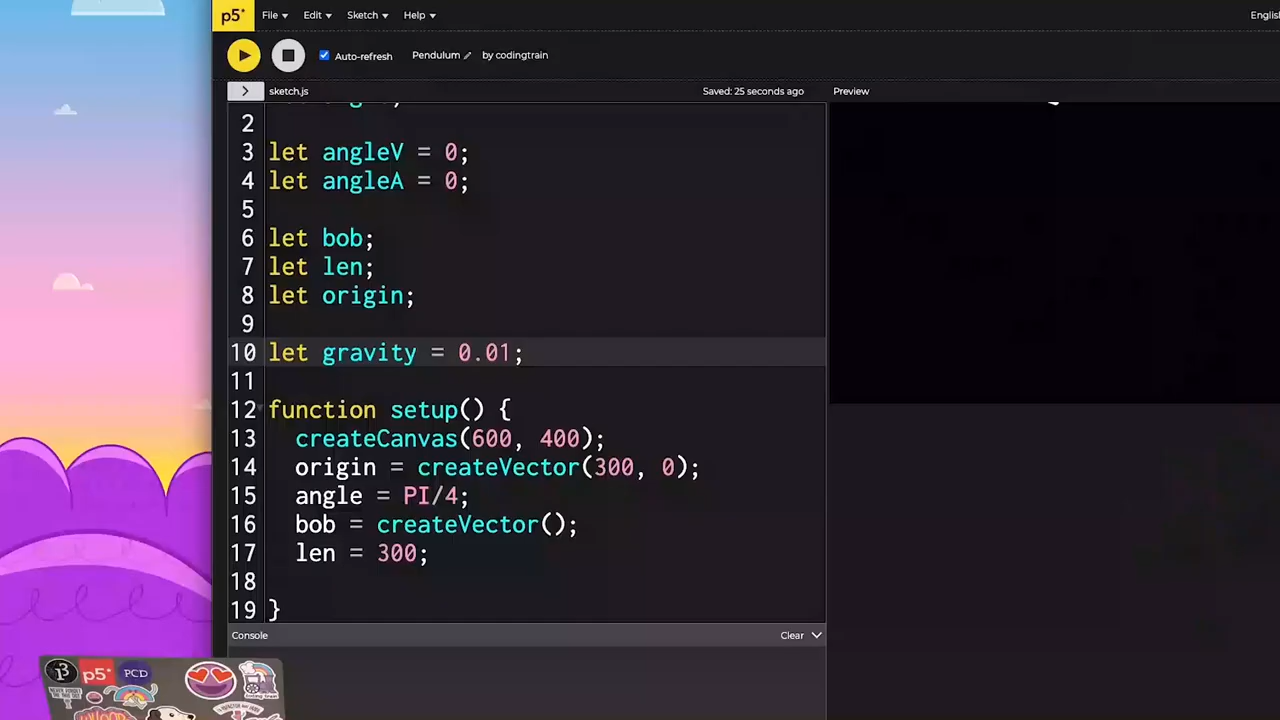 p5* File Edit Sketch Help English
Auto-refresh Pendulum by codingtrain
> sketch.js Saved: 25 seconds ago Preview
2
3 let angleV = 0;
4 let angleA = 0;
5
6 let bob;
7 let len;
8 let origin;
9
10 let gravity = 0.01;
11
12 function setup() {
13 createCanvas(600, 400);
14 origin = createVector(300, 0);
15 angle = PI/4;
16 bob = createVector();
17 len = 300;
18
19 }
Console Clear
p5* PCD